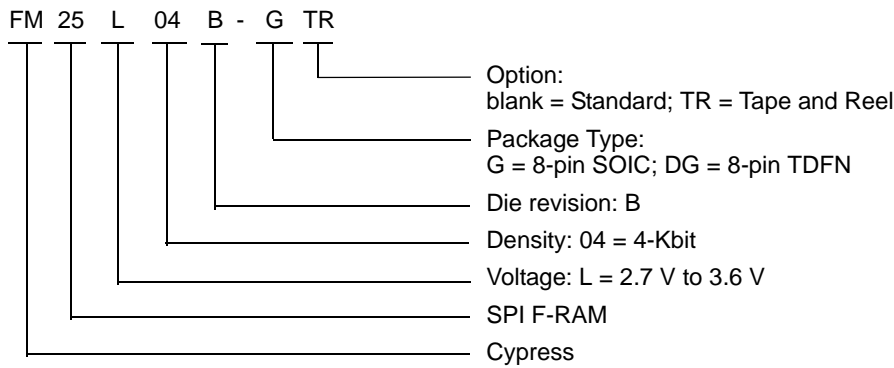 FM 25 L 04 B - G TR
Option:
blank = Standard; TR = Tape and Reel
Package Type:
G = 8-pin SOIC; DG = 8-pin TDFN
Die revision: B
Density: 04 = 4-Kbit
Voltage: L = 2.7 V to 3.6 V
SPI F-RAM
Cypress